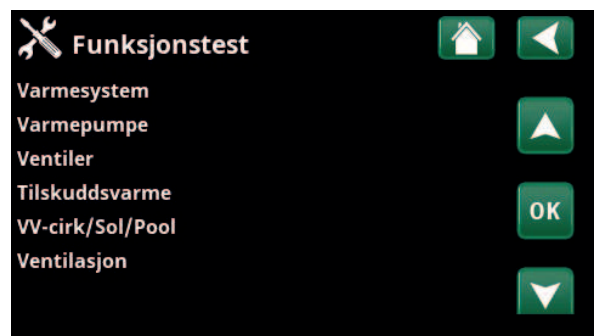 Funksjonstest
Varmesystem
Varmepumpe
Ventiler
Tilskuddsvarme
VV-cirk/Sol/Pool
Ventilasjon
OK